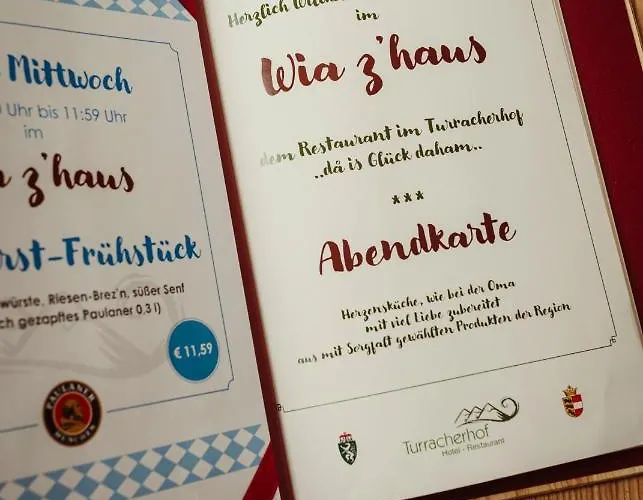 Mittwoch
Uhr bis 11:59 Uhr
im
z'haus
rst-Frühstück
würste, Riesen-Brez'n, süßer Senf
ch gezapftes Paulaner 0,3 l)
€ 11,59
PAULANER
MÜNCHEN
Herzlich
im
Wia z'haus
dem Restaurant im Turracherhof
..då is Glück daham..
***
Abendkarte
Herzensküche, wie bei der Oma
mit viel Liebe zubereitet
aus mit Sorgfalt gewählten Produkten der Region
Turracherhof
Hotel - Restaurant